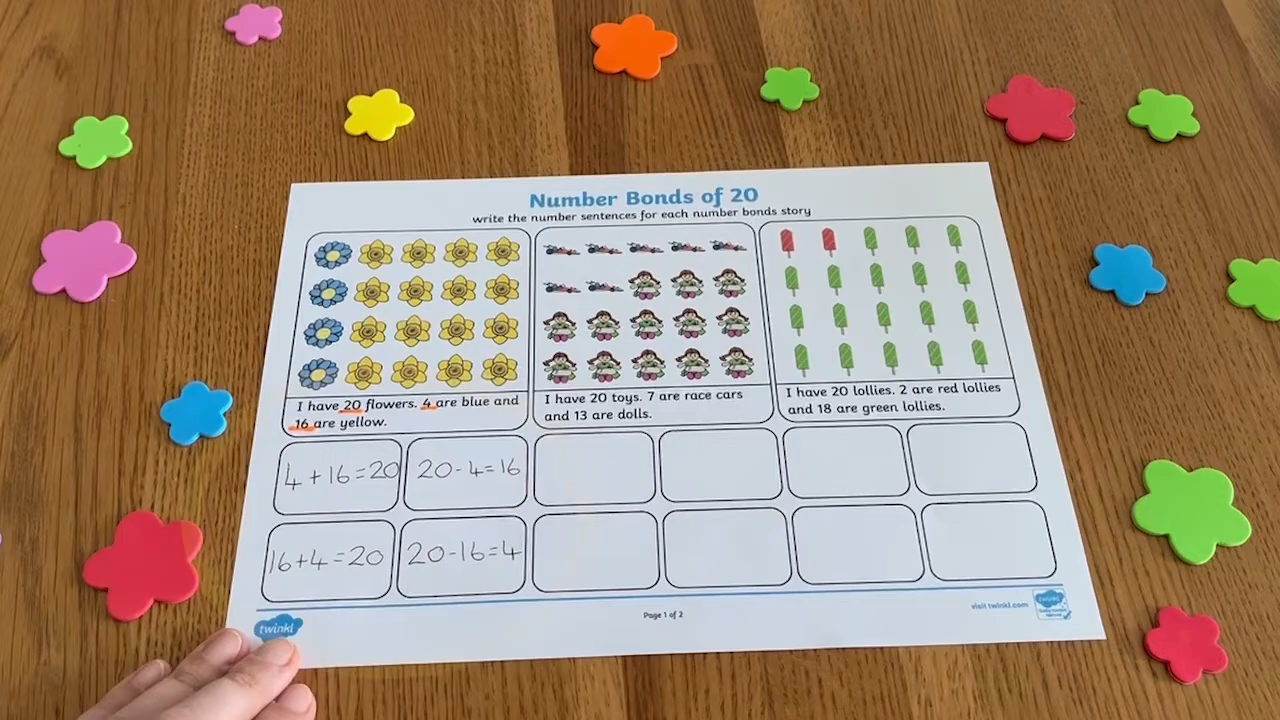 Number Bonds of 20
write the number sentences for each number bonds story
I have 20 flowers. 4 are blue and
16 are yellow.
I have 20 toys. 7 are race cars
and 13 are dolls.
I have 20 lollies. 2 are red lollies
and 18 are green lollies.
4+16=20
20-4=16
16+4=20
20-16=4
twinkl
Page 1 of 2
visit twinkl.com
twinkl